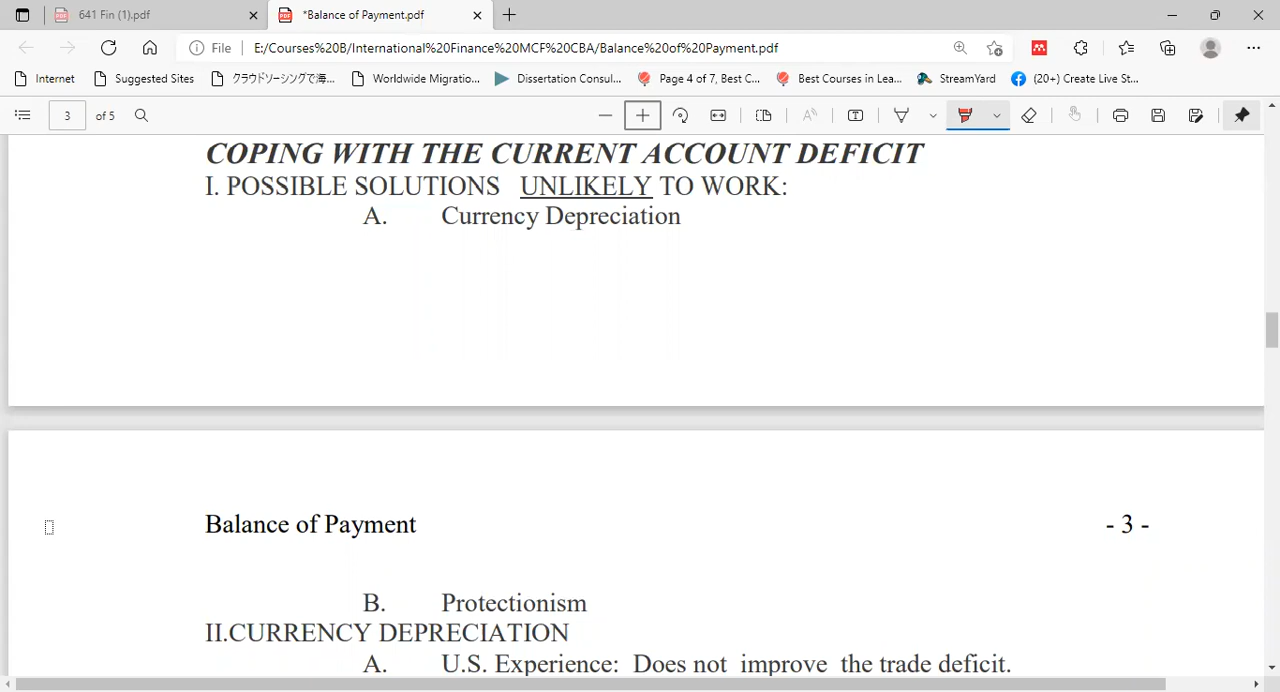 641 Fin (1).pdf
*Balance of Payment.pdf
File
E:/Courses%20B/International%20Finance%20MCF%20CBA/Balance%20of%20Payment.pdf
Internet
Suggested Sites
クラウドソーシングで海...
Worldwide Migratio...
Dissertation Consul...
Page 4 of 7, Best C...
Best Courses in Lea...
StreamYard
(20+) Create Live St...
3
of 5
COPING WITH THE CURRENT ACCOUNT DEFICIT
I. POSSIBLE SOLUTIONS UNLIKELY TO WORK:
A. Currency Depreciation
Balance of Payment - 3 -
B. Protectionism
II.CURRENCY DEPRECIATION
A. U.S. Experience: Does not improve the trade deficit.